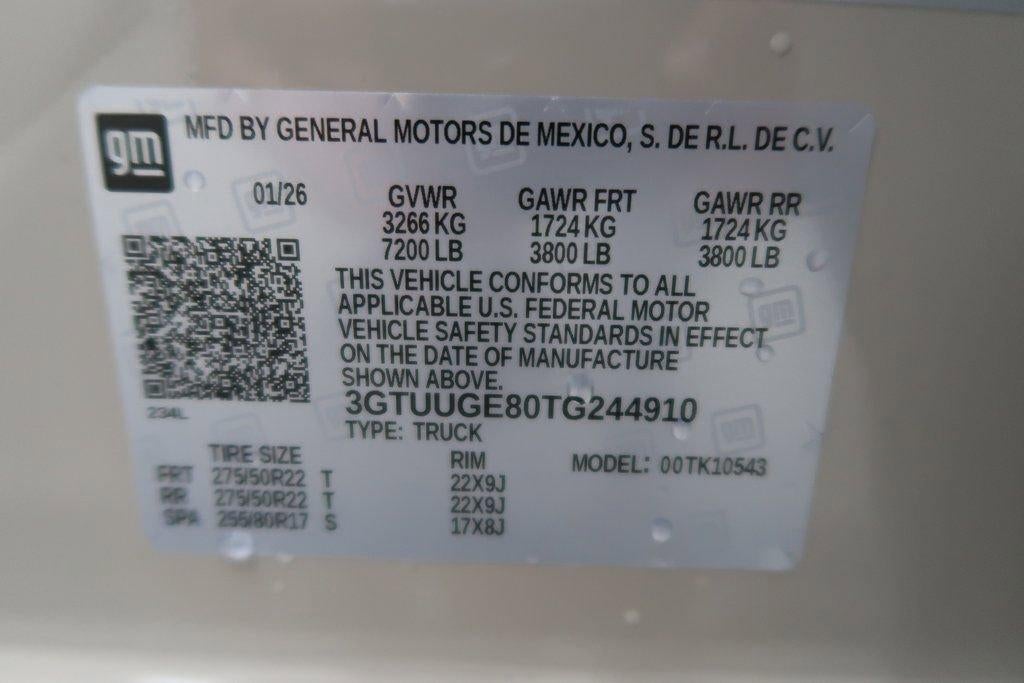 gm
MFD BY GENERAL MOTORS DE MEXICO, S. DE R.L. DE C.V.
01/26 GVWR GAWR FRT GAWR RR
3266 KG 1724 KG 1724 KG
7200 LB 3800 LB 3800 LB
THIS VEHICLE CONFORMS TO ALL
APPLICABLE U.S. FEDERAL MOTOR
VEHICLE SAFETY STANDARDS IN EFFECT
ON THE DATE OF MANUFACTURE
SHOWN ABOVE.
3GTUUGE80TG244910
234L
TYPE: TRUCK
TIRE SIZE RIM MODEL: 00TK10543
FRT 275/50R22 T 22X9J
RR 275/50R22 T 22X9J
SPA 255/80R17 S 17X8J